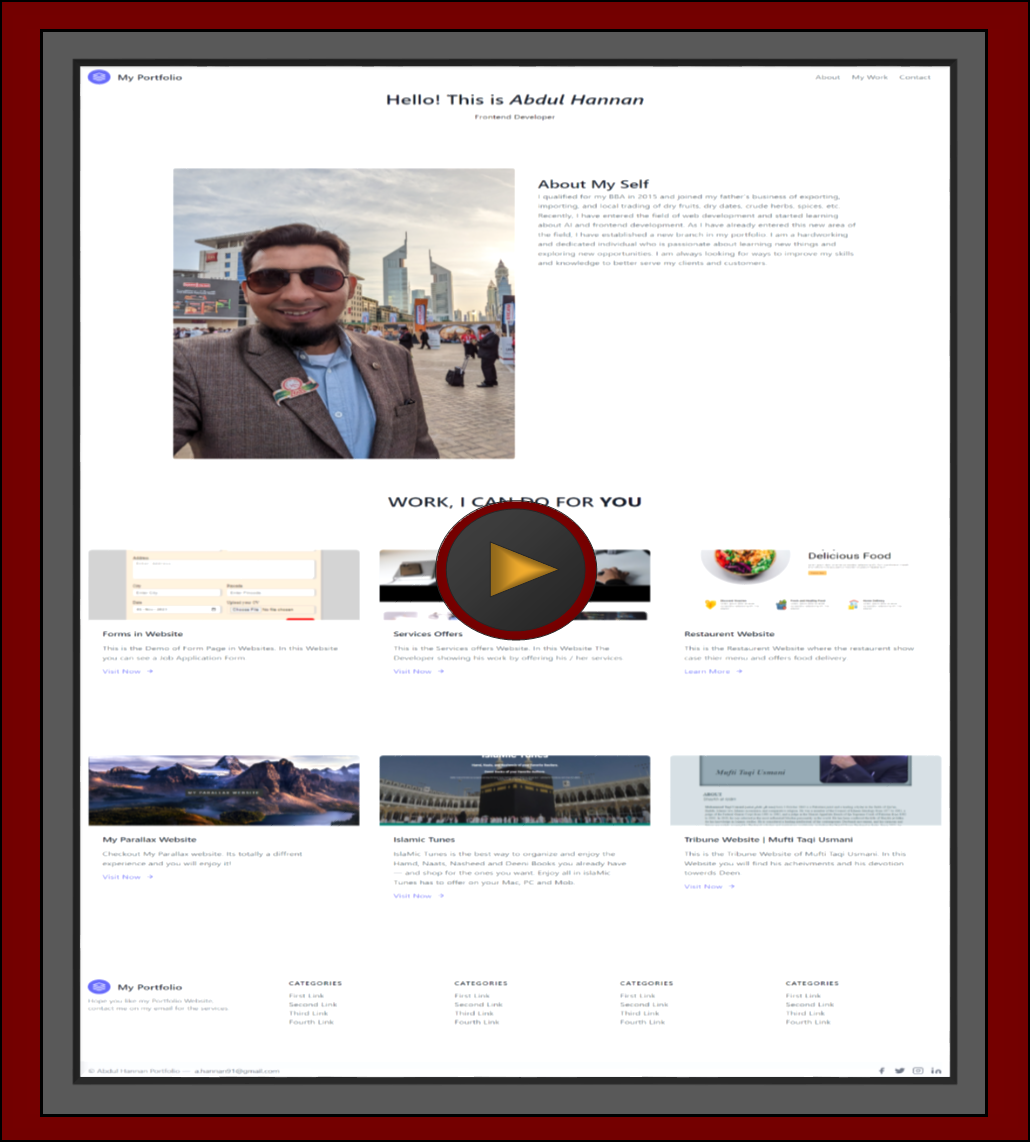 My Portfolio
About My Work Contact
Hello! This is Abdul Hannan
Frontend Developer
About My Self
I qualified for my BBA in 2015 and joined my father's business of exporting,
importing, and local trading of dry fruits, dry dates, crude herbs, spices, etc.
Recently, I have entered the field of web development and started learning
about AI and frontend development. As I have already entered this new area of
the field, I have established a new branch in my portfolio. I am a hardworking
and dedicated individual who is passionate about learning new things and
exploring new opportunities. I am always looking for ways to improve my skills
and knowledge to better serve my clients and customers.
WORK, I CAN DO FOR YOU
Address
City
Date
Choose File No file chosen
Forms in Website
This is the Demo of Form Page in Websites. In this Website
you can see a Job Application Form.
Visit Now →
Services Offers
This is the Services offers Website. In this Website The
Developer showing his work by offering his / her services.
Visit Now →
Delicious Food
Restaurent Website
This is the Restaurent Website where the restaurent show
case thier menu and offers food delivery.
Learn More →
MY PARALLAX WEBSITE
My Parallax Website
Checkout My Parallax website. Its totally a diffrent
experience and you will enjoy it!
Visit Now →
IslaMic Tunes
Islamic Tunes
IslaMic Tunes is the best way to organize and enjoy the
Hamd, Naats, Nasheed and Deeni Books you already have
— and shop for the ones you want. Enjoy all in islaMic
Tunes has to offer on your Mac, PC and Mob.
Visit Now →
Mufti Taqi Usmani
ABOUT
Tribune Website | Mufti Taqi Usmani
This is the Tribune Website of Mufti Taqi Usmani. In this
Website you will find his acheivments and his devotion
towerds Deen.
Visit Now →
My Portfolio
Hope you like my Portfolio Website.
contact me on my email for the services.
CATEGORIES
First Link
Second Link
Third Link
Fourth Link
CATEGORIES
First Link
Second Link
Third Link
Fourth Link
CATEGORIES
First Link
Second Link
Third Link
Fourth Link
CATEGORIES
First Link
Second Link
Third Link
Fourth Link
© Abdul Hannan Portfolio — a.hannan91@gmail.com